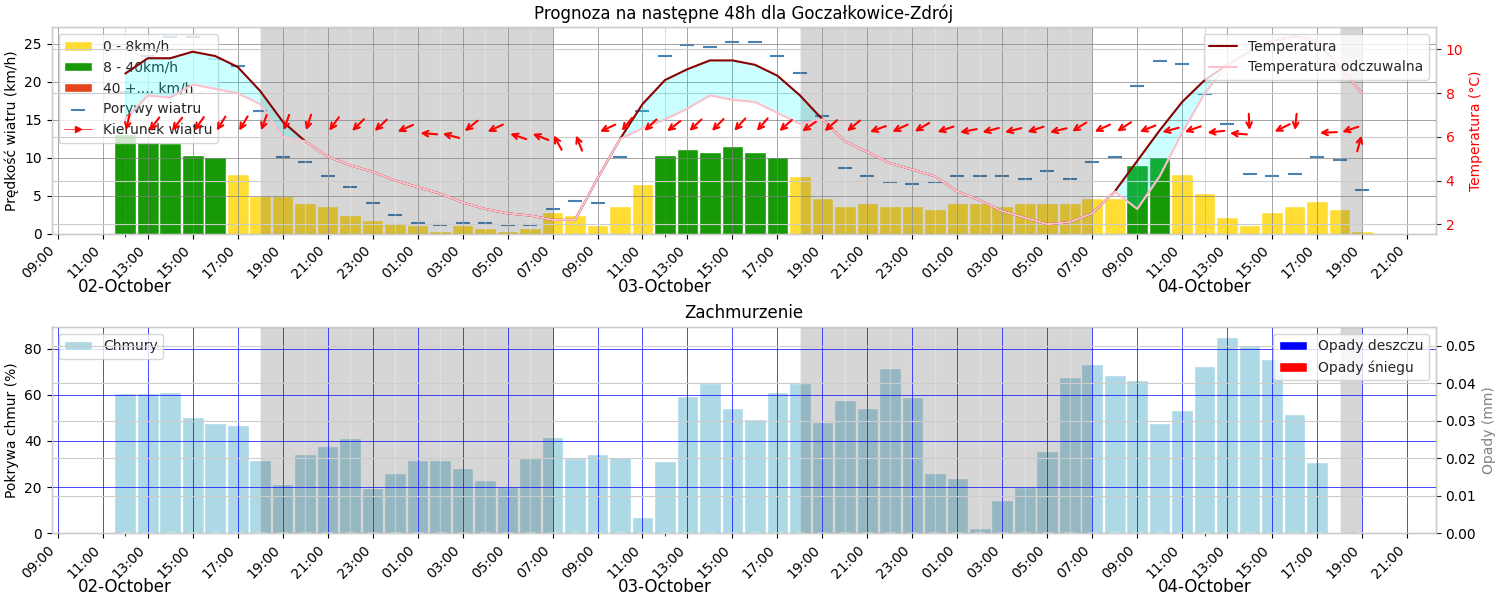 Prognoza na następne 48h dla Goczałkowice-Zdrój
Prędkość wiatru (km/h)
25
20
15
10
5
0
0 - 8km/h
8 - 40km/h
40 +.... km/h
Porywy wiatru
Kierunek wiatru
Temperatura
Temperatura odczuwalna
10
8
6
4
2
Temperatura (°C)
09:00 11:00 13:00 15:00 17:00 19:00 21:00 23:00 01:00 03:00 05:00 07:00 09:00 11:00 13:00 15:00 17:00 19:00 21:00 23:00 01:00 03:00 05:00 07:00 09:00 11:00 13:00 15:00 17:00 19:00 21:00
02-October 03-October 04-October
Zachmurzenie
Pokrywa chmur (%)
80
60
40
20
0
Chmury
Opady deszczu
Opady śniegu
0.05
0.04
0.03
0.02
0.01
0.00
Opady (mm)
09:00 11:00 13:00 15:00 17:00 19:00 21:00 23:00 01:00 03:00 05:00 07:00 09:00 11:00 13:00 15:00 17:00 19:00 21:00 23:00 01:00 03:00 05:00 07:00 09:00 11:00 13:00 15:00 17:00 19:00 21:00
02-October 03-October 04-October